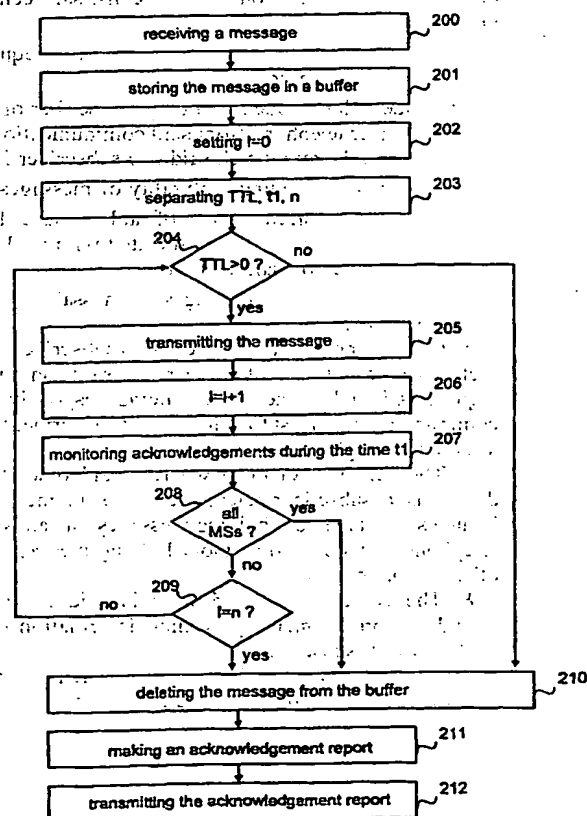 receiving a message
200
storing the message in a buffer
201
setting i=0
202
separating TTL, t1, n
203
204
TTL>0 ?
no
yes
transmitting the message
205
i=i+1
206
monitoring acknowledgements during the time t1
207
208
all
MSs ?
yes
no
209
i=n ?
no
yes
deleting the message from the buffer
210
making an acknowledgement report
211
transmitting the acknowledgement report
212